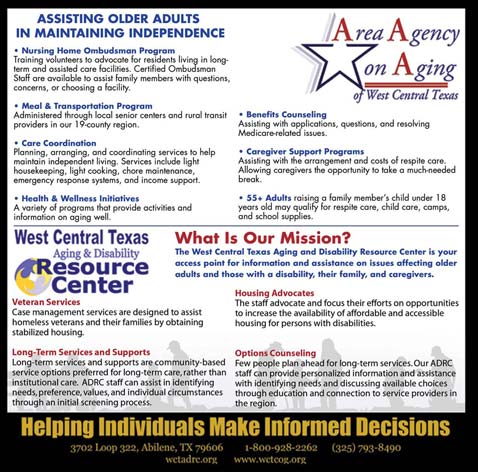 ASSISTING OLDER ADULTS
IN MAINTAINING INDEPENDENCE
• Nursing Home Ombudsman Program
Training volunteers to advocate for residents living in long-
term and assisted care facilities. Certified Ombudsman
Staff are available to assist family members with questions,
concerns, or choosing a facility.
• Meal & Transportation Program
Administered through local senior centers and rural transit
providers in our 19-county region.
• Care Coordination
Planning, arranging, and coordinating services to help
maintain independent living. Services include light
housekeeping, light cooking, chore maintenance,
emergency response systems, and income support.
• Health & Wellness Initiatives
A variety of programs that provide activities and
information on aging well.
Area Agency
on Aging
of West Central Texas
• Benefits Counseling
Assisting with applications, questions, and resolving
Medicare-related issues.
• Caregiver Support Programs
Assisting with the arrangement and costs of respite care.
Allowing caregivers the opportunity to take a much-needed
break.
• 55+ Adults raising a family member's child under 18
years old may qualify for respite care, child care, camps,
and school supplies.
West Central Texas
Aging & Disability
Resource
Center
What Is Our Mission?
The West Central Texas Aging and Disability Resource Center is your
access point for information and assistance on issues affecting older
adults and those with a disability, their family, and caregivers.
Veteran Services
Case management services are designed to assist
homeless veterans and their families by obtaining
stabilized housing.
Long-Term Services and Supports
Long-term services and supports are community-based
service options preferred for long-term care, rather than
institutional care. ADRC staff can assist in identifying
needs, preference, values, and individual circumstances
through an initial screening process.
Housing Advocates
The staff advocate and focus their efforts on opportunities
to increase the availability of affordable and accessible
housing for persons with disabilities.
Options Counseling
Few people plan ahead for long-term services. Our ADRC
staff can provide personalized information and assistance
with identifying needs and discussing available choices
through education and connection to service providers in
the region.
Helping Individuals Make Informed Decisions
3702 Loop 322, Abilene, TX 79606 1-800-928-2262 (325) 793-8490
wctadrc.org www.wctcog.org